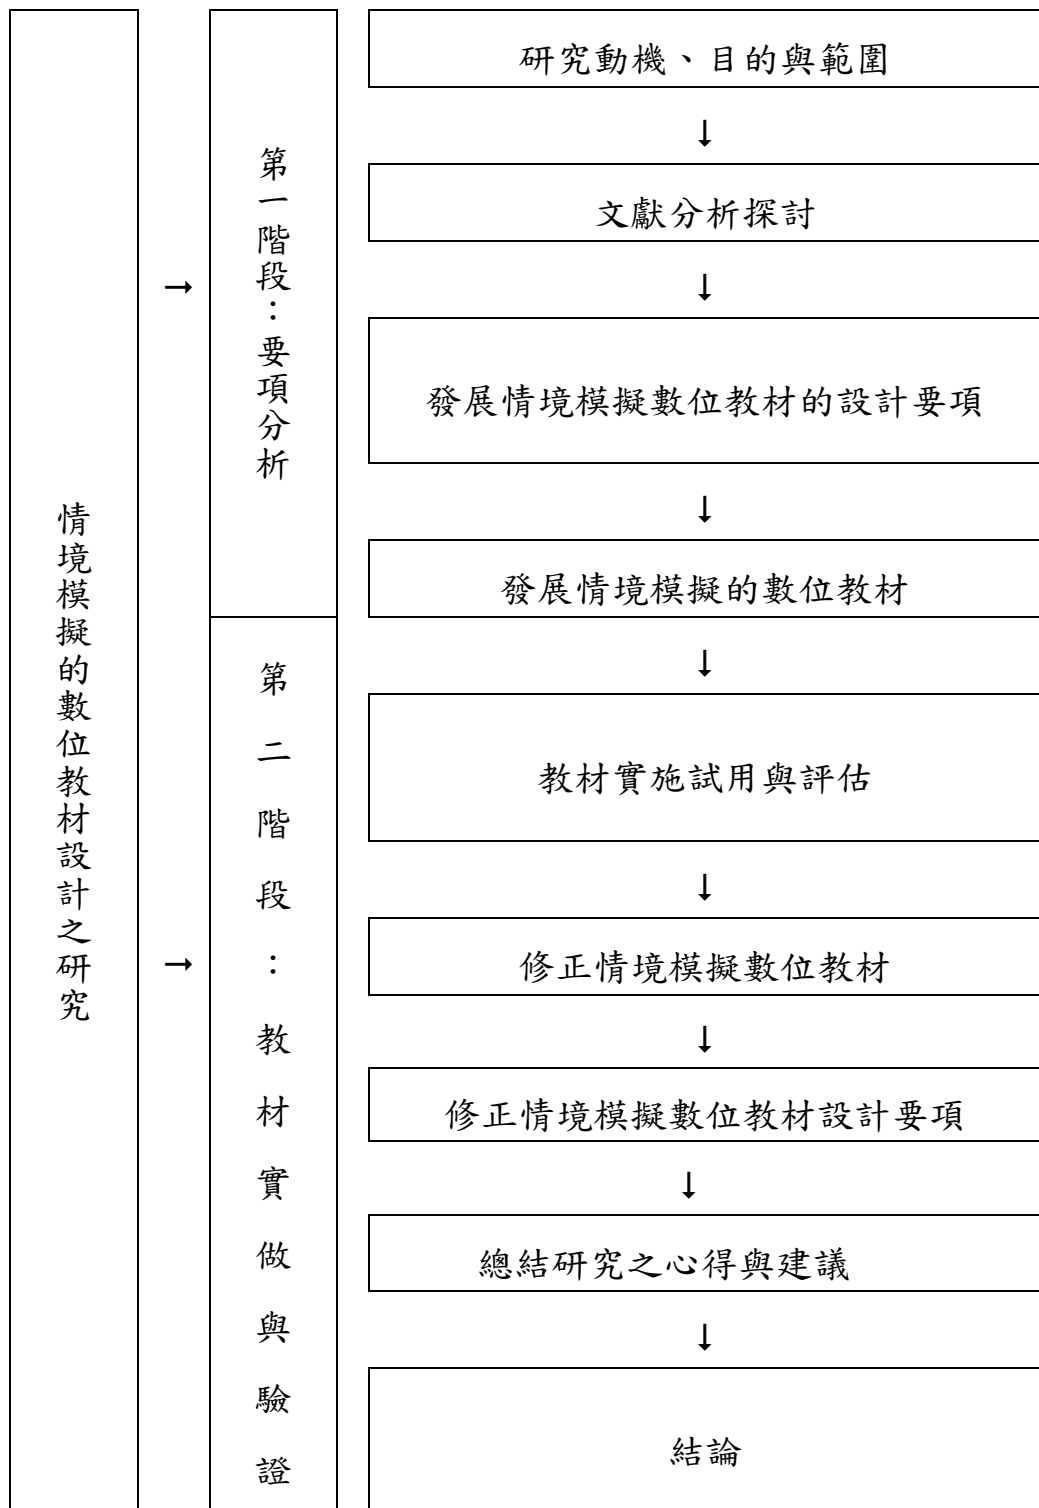 情境模擬的數位教材設計之研究
→
→
第一階段：要項分析
第二階段：教材實做與驗證
研究動機、目的與範圍
↓
文獻分析探討
↓
發展情境模擬數位教材的設計要項
↓
發展情境模擬的數位教材
↓
教材實施試用與評估
↓
修正情境模擬數位教材
↓
修正情境模擬數位教材設計要項
↓
總結研究之心得與建議
↓
結論